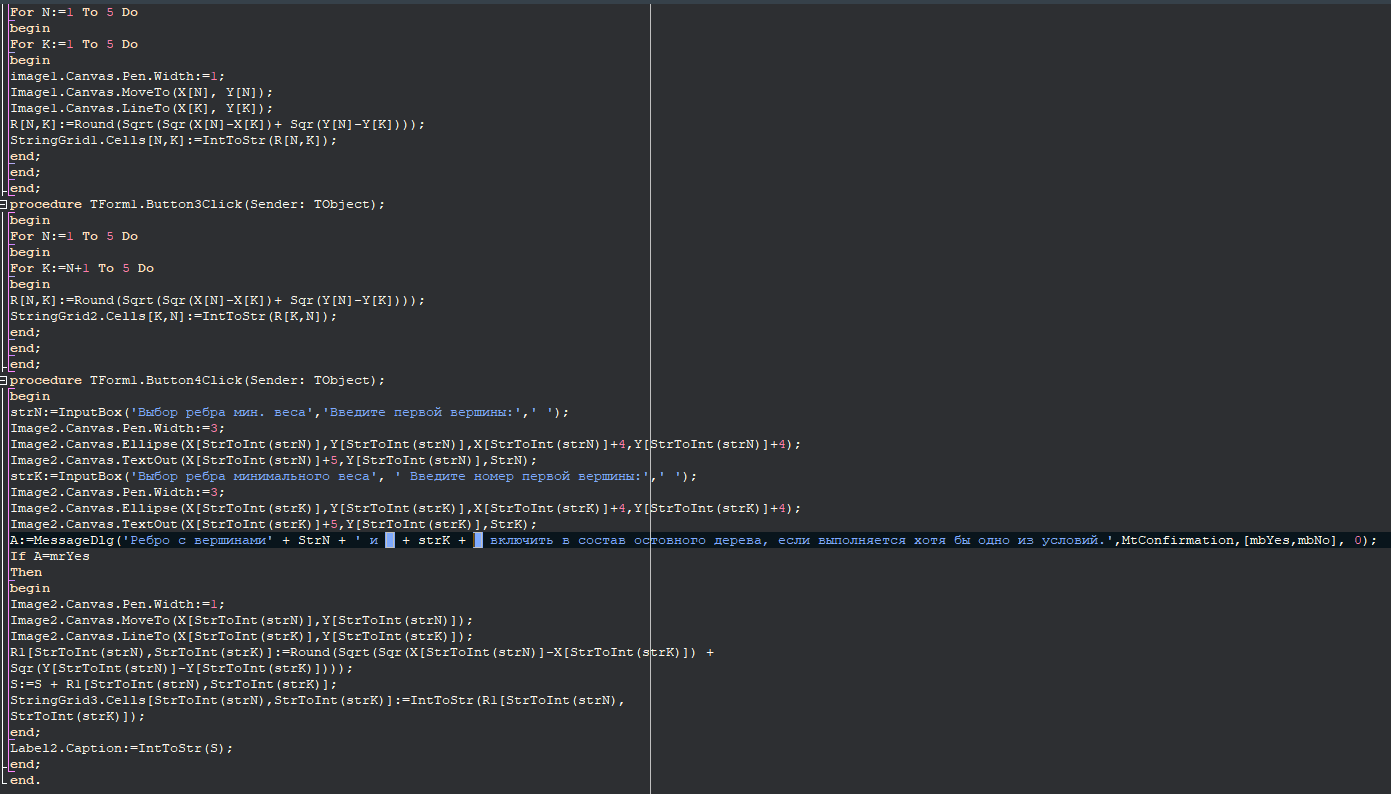 For N:=1 To 5 Do
begin
For K:=1 To 5 Do
begin
image1.Canvas.Pen.Width:=1;
Image1.Canvas.MoveTo(X[N], Y[N]);
Image1.Canvas.LineTo(X[K], Y[K]);
R[N,K]:=Round(Sqrt(Sqr(X[N]-X[K])+ Sqr(Y[N]-Y[K])));
StringGrid1.Cells[N,K]:=IntToStr(R[N,K]);
end;
end;
end;
procedure TForm1.Button3Click(Sender: TObject);
begin
For N:=1 To 5 Do
begin
For K:=N+1 To 5 Do
begin
R[N,K]:=Round(Sqrt(Sqr(X[N]-X[K])+ Sqr(Y[N]-Y[K])));
StringGrid2.Cells[K,N]:=IntToStr(R[K,N]);
end;
end;
end;
procedure TForm1.Button4Click(Sender: TObject);
begin
strN:=InputBox('Выбор ребра мин. веса','Введите первой вершины:',' ');
Image2.Canvas.Pen.Width:=3;
Image2.Canvas.Ellipse(X[StrToInt(strN)],Y[StrToInt(strN)],X[StrToInt(strN)]+4,Y[StrToInt(strN)]+4);
Image2.Canvas.TextOut(X[StrToInt(strN)]+5,Y[StrToInt(strN)],StrN);
strK:=InputBox('Выбор ребра минимального веса', ' Введите номер первой вершины:',' ');
Image2.Canvas.Pen.Width:=3;
Image2.Canvas.Ellipse(X[StrToInt(strK)],Y[StrToInt(strK)],X[StrToInt(strK)]+4,Y[StrToInt(strK)]+4);
Image2.Canvas.TextOut(X[StrToInt(strK)]+5,Y[StrToInt(strK)],StrK);
A:=MessageDlg('Ребро с вершинами' + StrN + ' и ' + strK + ' включить в состав остовного дерева, если выполняется хотя бы одно из условий.',MtConfirmation,[mbYes,mbNo], 0);
If A=mrYes
Then
begin
Image2.Canvas.Pen.Width:=1;
Image2.Canvas.MoveTo(X[StrToInt(strN)],Y[StrToInt(strN)]);
Image2.Canvas.LineTo(X[StrToInt(strK)],Y[StrToInt(strK)]);
R1[StrToInt(strN),StrToInt(strK)]:=Round(Sqrt(Sqr(X[StrToInt(strN)]-X[StrToInt(strK)]) +
Sqr(Y[StrToInt(strN)]-Y[StrToInt(strK)])));
S:=S + R1[StrToInt(strN),StrToInt(strK)];
StringGrid3.Cells[StrToInt(strN),StrToInt(strK)]:=IntToStr(R1[StrToInt(strN),
StrToInt(strK)]);
end;
Label2.Caption:=IntToStr(S);
end;
end.